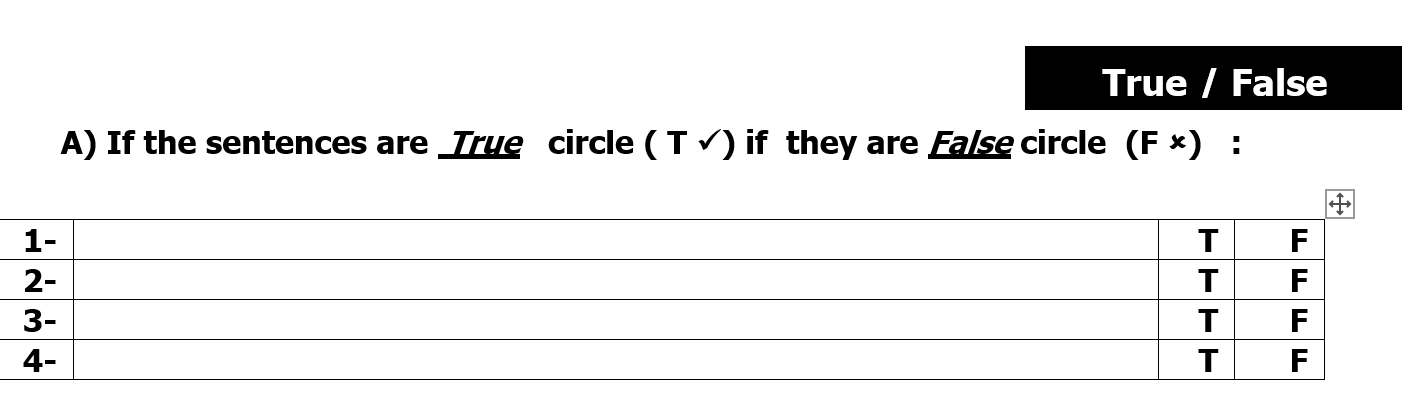 True / False
A) If the sentences are True circle ( T ✓) if they are False circle (F ×) :
1- T F
2- T F
3- T F
4- T F